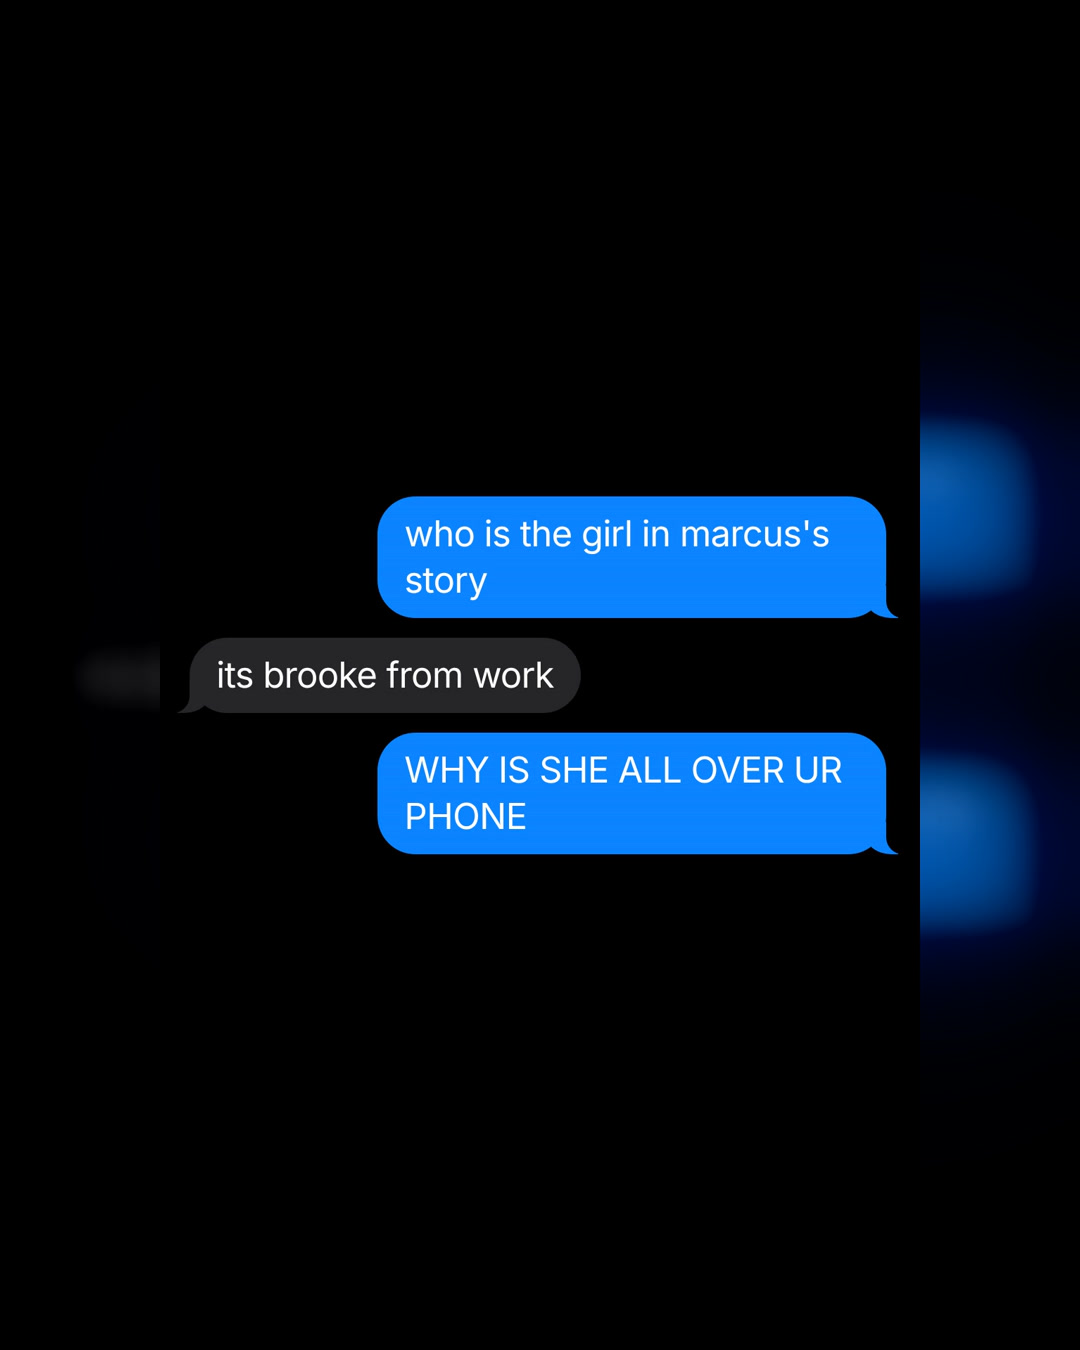 who is the girl in marcus's
story
its brooke from work
WHY IS SHE ALL OVER UR
PHONE